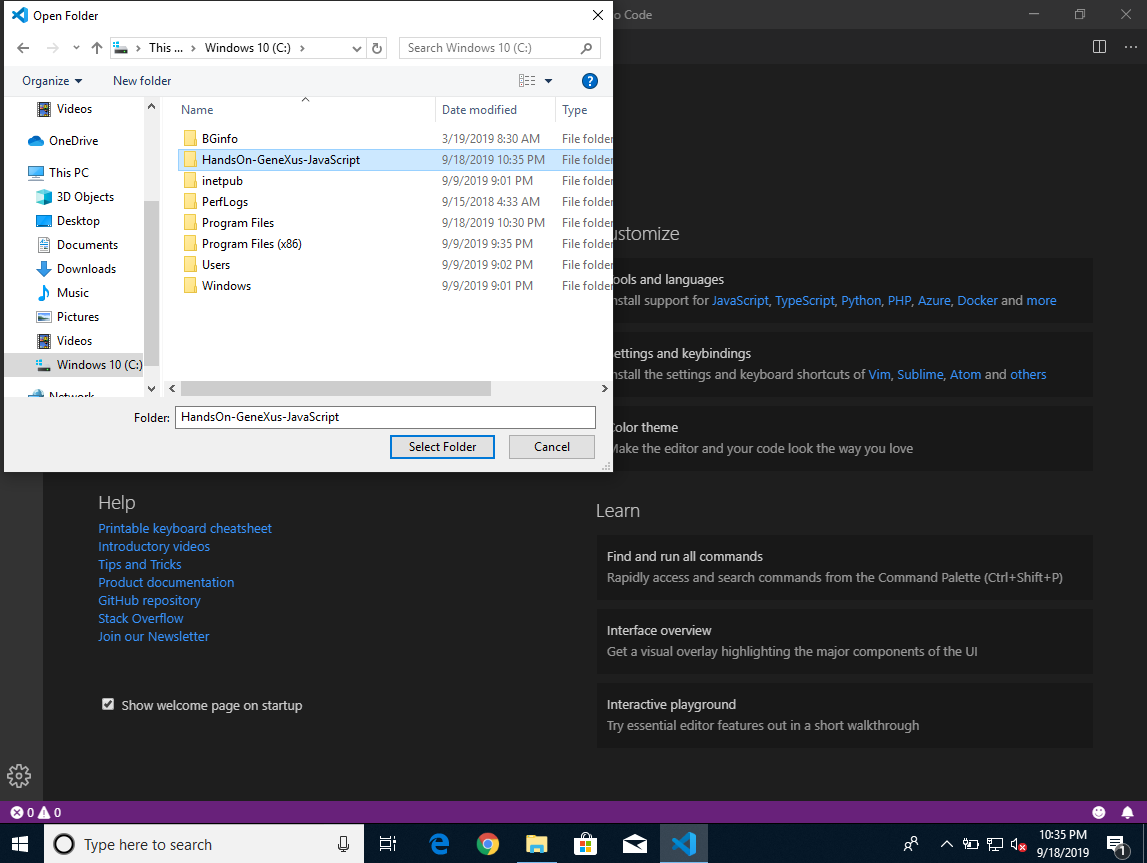 Open Folder
o Code
This ... Windows 10 (C:)
Search Windows 10 (C:)
Organize
New folder
Name
Date modified
Type
Videos
OneDrive
This PC
3D Objects
Desktop
Documents
Downloads
Music
Pictures
Videos
Windows 10 (C:)
Network
BGinfo 3/19/2019 8:30 AM File folder
HandsOn-GeneXus-JavaScript 9/18/2019 10:35 PM File folder
inetpub 9/9/2019 9:01 PM File folder
PerfLogs 9/15/2018 4:33 AM File folder
Program Files 9/18/2019 10:30 PM File folder
Program Files (x86) 9/9/2019 9:35 PM File folder
Users 9/9/2019 9:02 PM File folder
Windows 9/9/2019 9:01 PM File folder
Folder: HandsOn-GeneXus-JavaScript
Select Folder
Cancel
ustomize
ools and languages
nstall support for JavaScript, TypeScript, Python, PHP, Azure, Docker and more
ettings and keybindings
nstall the settings and keyboard shortcuts of Vim, Sublime, Atom and others
olor theme
Make the editor and your code look the way you love
Help
Printable keyboard cheatsheet
Introductory videos
Tips and Tricks
Product documentation
GitHub repository
Stack Overflow
Join our Newsletter
Show welcome page on startup
Learn
Find and run all commands
Rapidly access and search commands from the Command Palette (Ctrl+Shift+P)
Interface overview
Get a visual overlay highlighting the major components of the UI
Interactive playground
Try essential editor features out in a short walkthrough
0 0
Type here to search
10:35 PM
9/18/2019
1